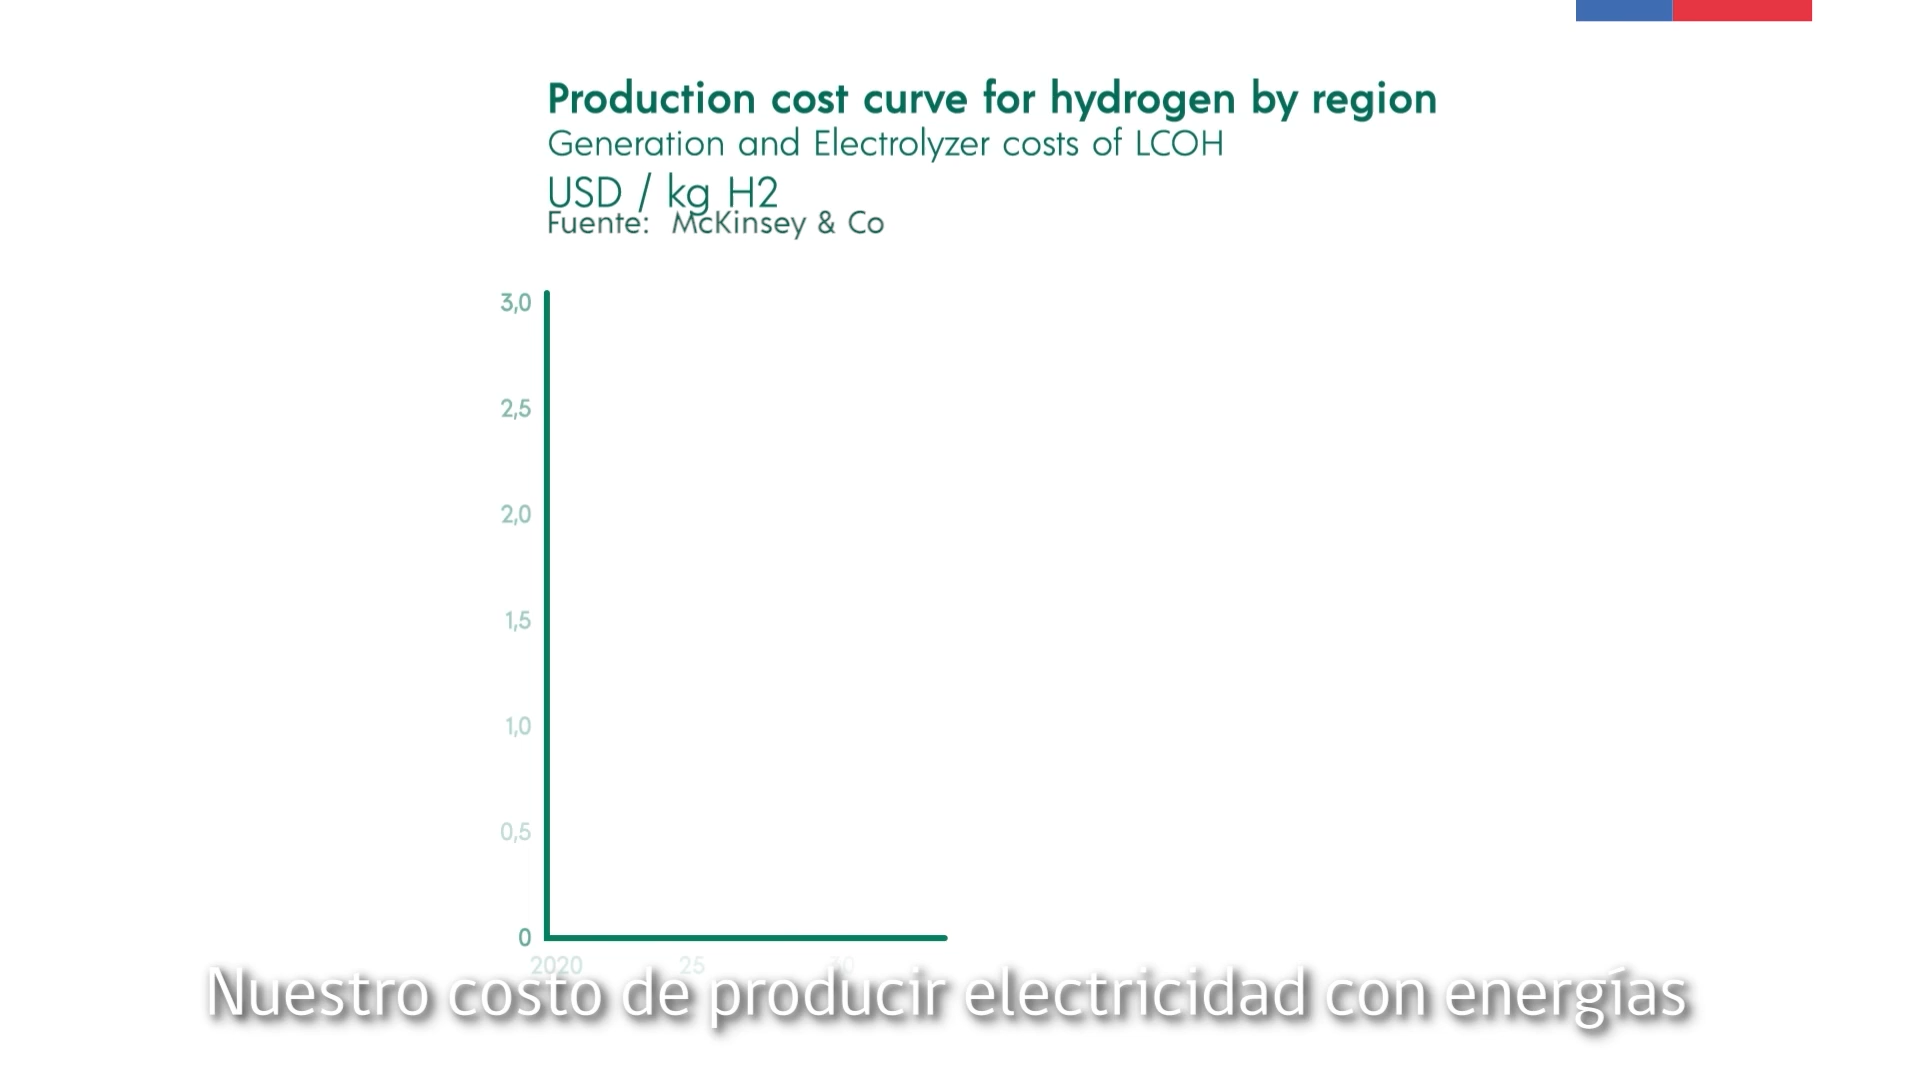 Production cost curve for hydrogen by region
Generation and Electrolyzer costs of LCOH
USD / kg H2
Fuente: McKinsey & Co
3,0
2,5
2,0
1,5
1,0
0,5
0
2020 25 30
Nuestro costo de producir electricidad con energías